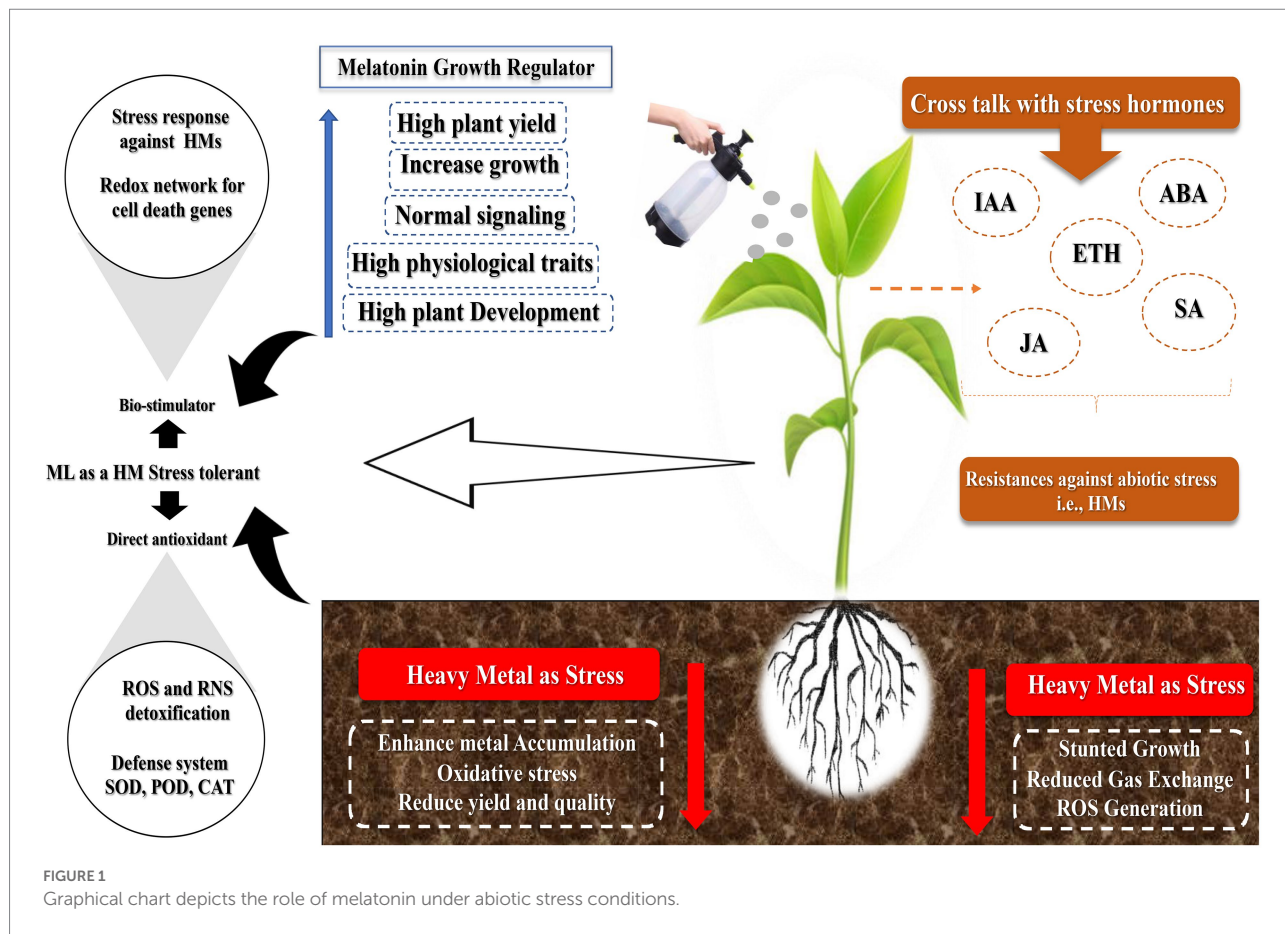 Melatonin Growth Regulator
High plant yield
Increase growth
Normal signaling
High physiological traits
High plant Development
Stress response
against HMs
Redox network for
cell death genes
Bio-stimulator
ML as a HM Stress tolerant
Direct antioxidant
ROS and RNS
detoxification
Defense system
SOD, POD, CAT
Cross talk with stress hormones
IAA
ABA
ETH
SA
JA
Resistances against abiotic stress
i.e., HMs
Heavy Metal as Stress
Enhance metal Accumulation
Oxidative stress
Reduce yield and quality
Heavy Metal as Stress
Stunted Growth
Reduced Gas Exchange
ROS Generation
FIGURE 1
Graphical chart depicts the role of melatonin under abiotic stress conditions.